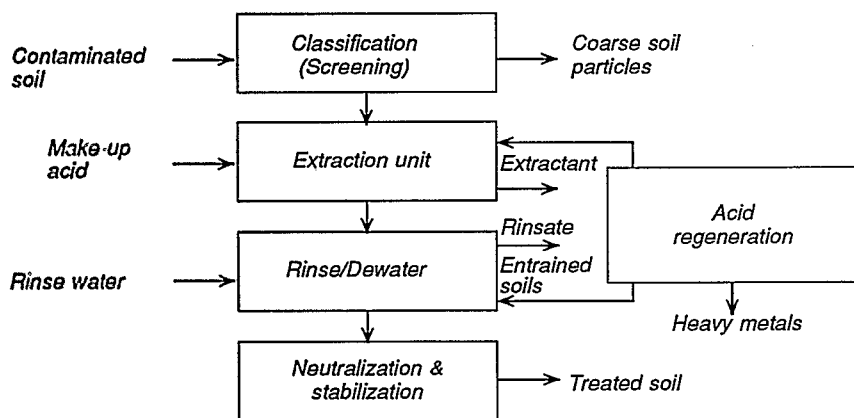 Contaminated
soil
Classification
(Screening)
Coarse soil
particles
Make-up
acid
Extraction unit
Extractant
Acid
regeneration
Rinsate
Rinse water
Rinse/Dewater
Entrained
soils
Heavy metals
Neutralization &
stabilization
Treated soil